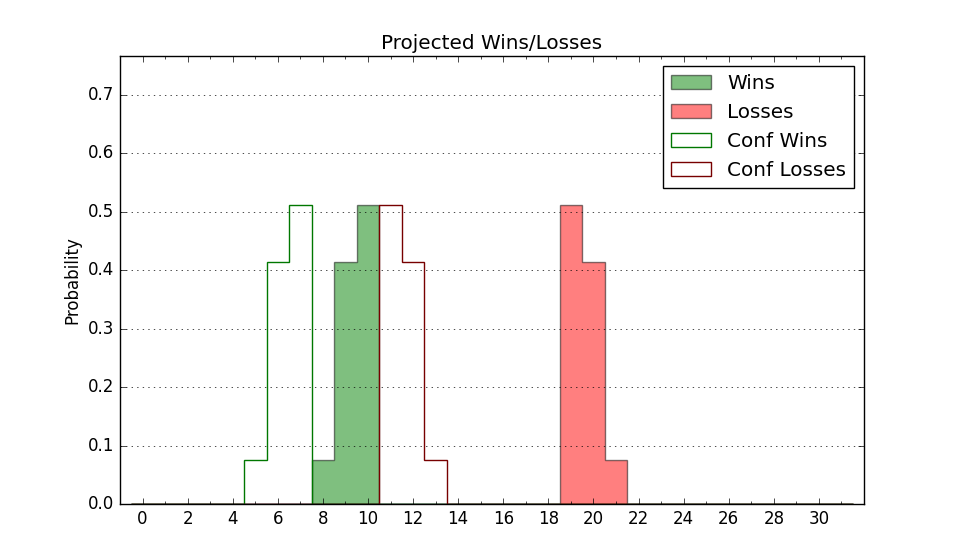 Projected Wins/Losses
Wins
Losses
Conf Wins
Conf Losses
Probability
0.7
0.6
0.5
0.4
0.3
0.2
0.1
0.0
0 2 4 6 8 10 12 14 16 18 20 22 24 26 28 30